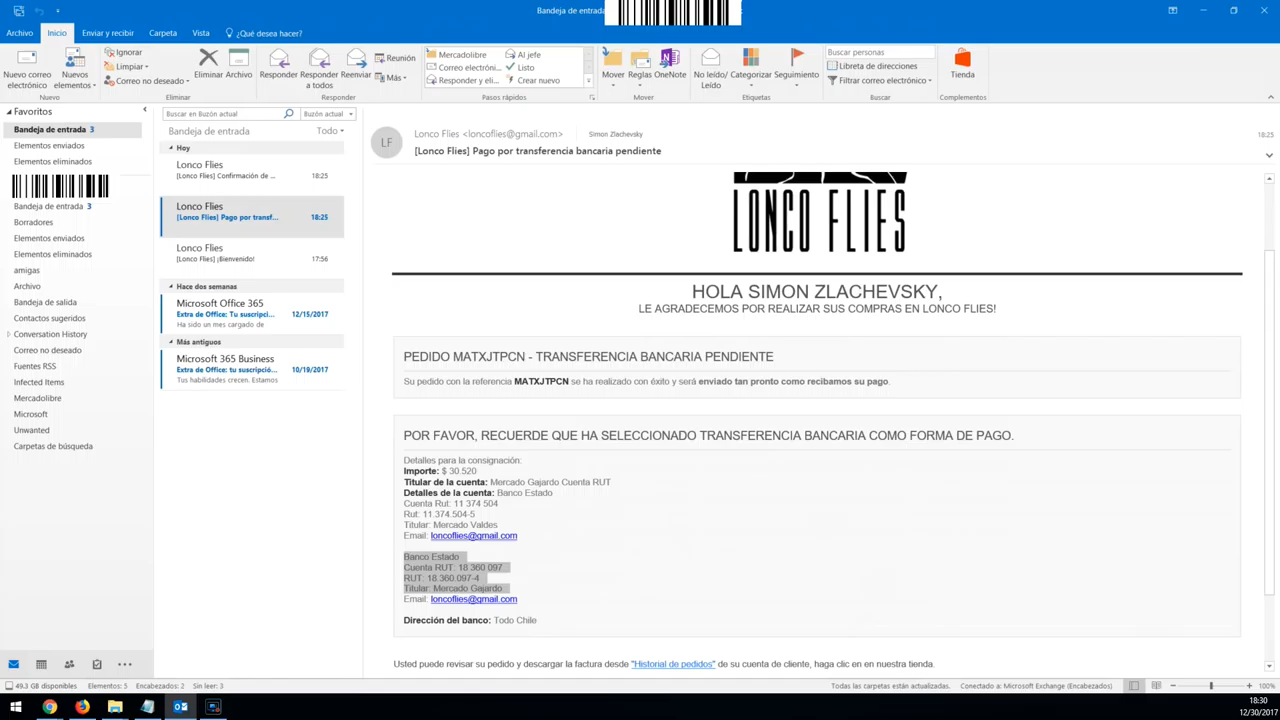 Bandeja de entrada
Archivo
Inicio
Enviar y recibir
Carpeta
Vista
¿Qué desea hacer?
Nuevo correo
electrónico
Nuevos
elementos
Nuevo
Ignorar
Limpiar
Correo no deseado
Eliminar
Archivo
Eliminar
Responder
Responder
a todos
Reenviar
Reunión
Más
Responder
Mercadolibre
Correo electrónic...
Responder y eli...
Al jefe
Listo
Crear nuevo
Pasos rápidos
Mover
Reglas
OneNote
Mover
No leído/
Leído
Categorizar
Seguimiento
Etiquetas
Buscar personas
Libreta de direcciones
Filtrar correo electrónico
Buscar
Tienda
Complementos
Favoritos
Bandeja de entrada 3
Elementos enviados
Elementos eliminados
Bandeja de entrada 3
Borradores
Elementos enviados
Elementos eliminados
amigas
Archivo
Bandeja de salida
Contactos sugeridos
Conversation History
Correo no deseado
Fuentes RSS
Infected Items
Mercadolibre
Microsoft
Unwanted
Carpetas de búsqueda
Buscar en Buzón actual
Buzón actual
Bandeja de entrada
Todo
Hoy
Lonco Flies
[Lonco Flies] Confirmación de ...
18:25
Lonco Flies
[Lonco Flies] Pago por transf...
18:25
Lonco Flies
[Lonco Flies] ¡Bienvenido!
17:56
Hace dos semanas
Microsoft Office 365
Extra de Office: Tu suscripci...
12/15/2017
Ha sido un mes cargado de
Más antiguos
Microsoft 365 Business
Extra de Office: tu suscripció...
10/19/2017
Tus habilidades crecen. Estamos
LF
Lonco Flies <loncoflies@gmail.com>
Simon Zlachevsky
18:25
[Lonco Flies] Pago por transferencia bancaria pendiente
LONCO FLIES
HOLA SIMON ZLACHEVSKY,
LE AGRADECEMOS POR REALIZAR SUS COMPRAS EN LONCO FLIES!
PEDIDO MATXJTPCN - TRANSFERENCIA BANCARIA PENDIENTE
Su pedido con la referencia MATXJTPCN se ha realizado con éxito y será enviado tan pronto como recibamos su pago.
POR FAVOR, RECUERDE QUE HA SELECCIONADO TRANSFERENCIA BANCARIA COMO FORMA DE PAGO.
Detalles para la consignación:
Importe: $ 30.520
Titular de la cuenta: Mercado Gajardo Cuenta RUT
Detalles de la cuenta: Banco Estado
Cuenta Rut: 11 374 504
Rut: 11.374.504-5
Titular: Mercado Valdes
Email: loncoflies@gmail.com
Banco Estado
Cuenta RUT: 18 360 097
RUT: 18.360.097-4
Titular: Mercado Gajardo
Email: loncoflies@gmail.com
Dirección del banco: Todo Chile
Usted puede revisar su pedido y descargar la factura desde "Historial de pedidos" de su cuenta de cliente, haga clic en en nuestra tienda.
49.3 GB disponibles
Elementos: 5
Encabezados: 2
Sin leer: 3
Todas las carpetas están actualizadas.
Conectado a: Microsoft Exchange (Encabezados)
100%
18:30
12/30/2017